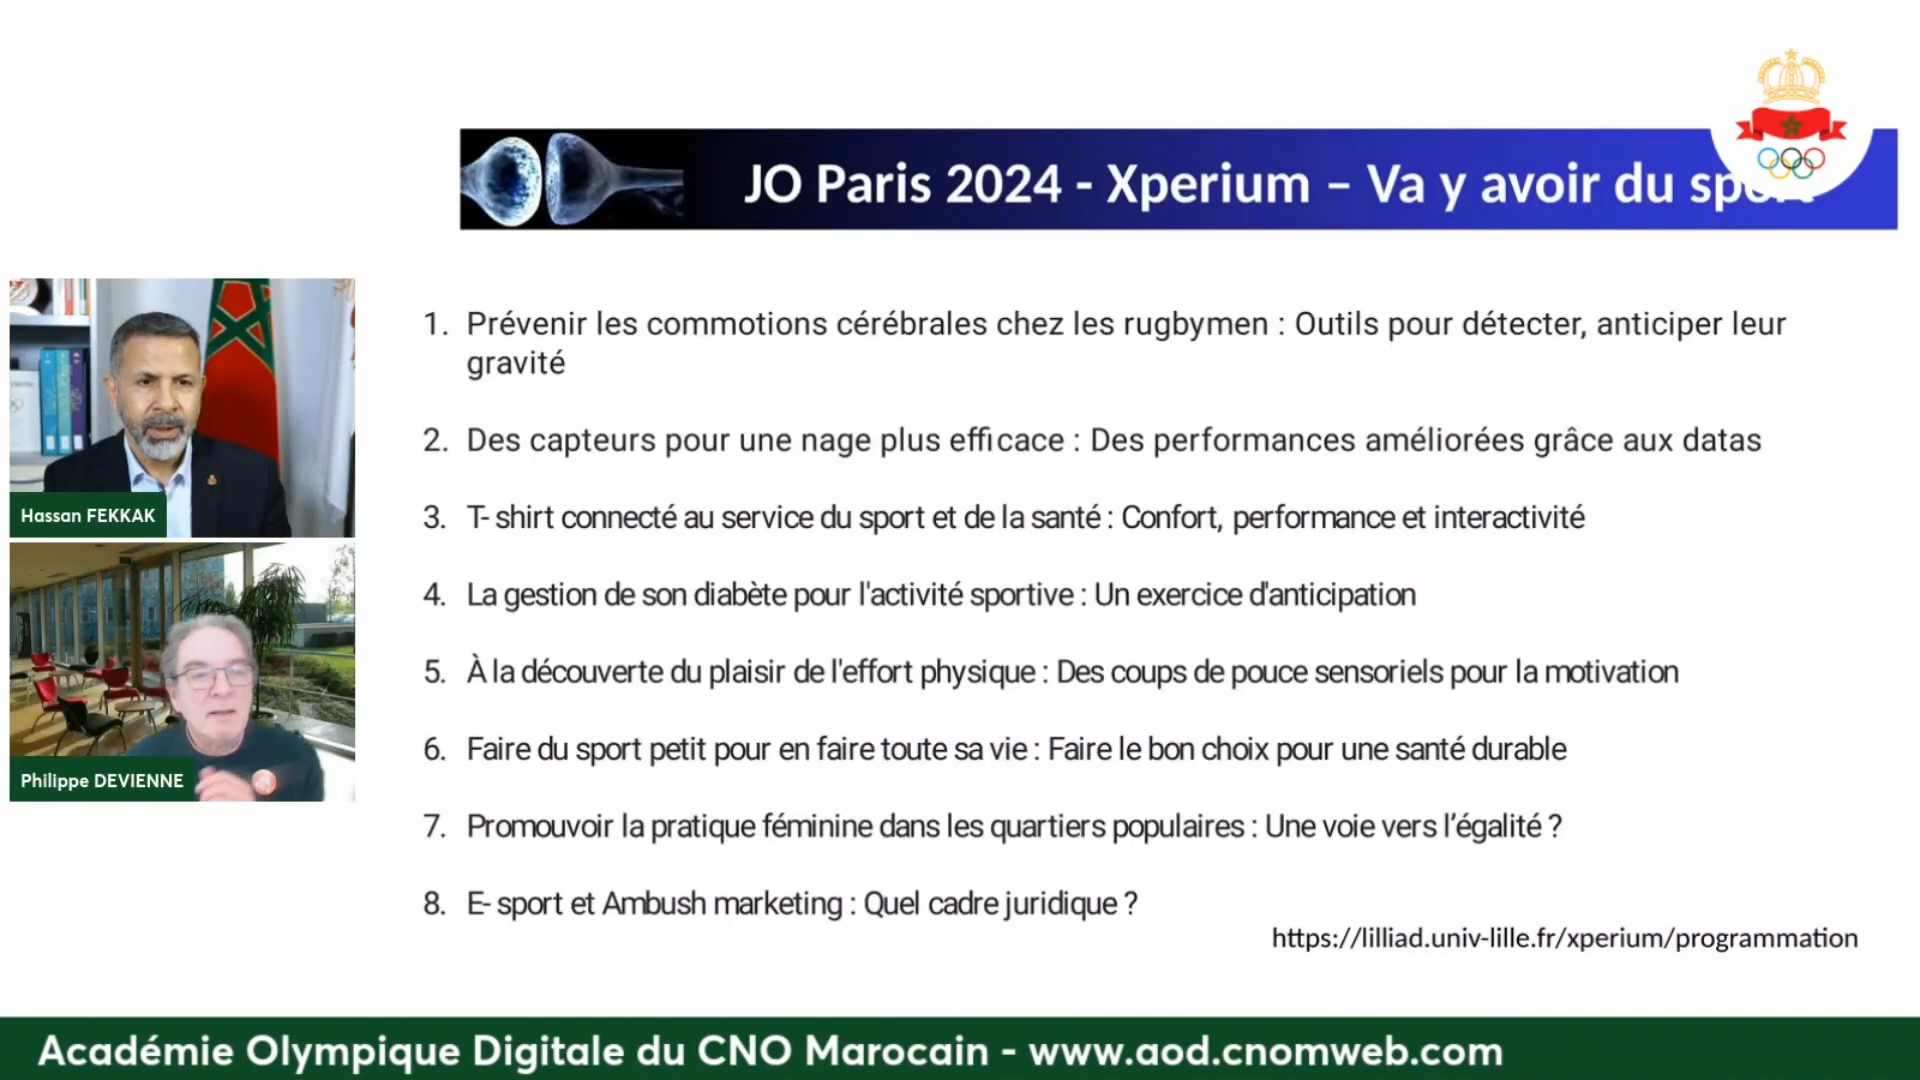 JO Paris 2024 - Xperium – Va y avoir du sport
1. Prévenir les commotions cérébrales chez les rugbymen : Outils pour détecter, anticiper leur
gravité
2. Des capteurs pour une nage plus efficace : Des performances améliorées grâce aux datas
3. T- shirt connecté au service du sport et de la santé : Confort, performance et interactivité
4. La gestion de son diabète pour l'activité sportive : Un exercice d'anticipation
5. À la découverte du plaisir de l'effort physique : Des coups de pouce sensoriels pour la motivation
6. Faire du sport petit pour en faire toute sa vie : Faire le bon choix pour une santé durable
7. Promouvoir la pratique féminine dans les quartiers populaires : Une voie vers l’égalité ?
8. E- sport et Ambush marketing : Quel cadre juridique ?
https://lilliad.univ-lille.fr/xperium/programmation
Hassan FEKKAK
Philippe DEVIENNE
Académie Olympique Digitale du CNO Marocain - www.aod.cnomweb.com